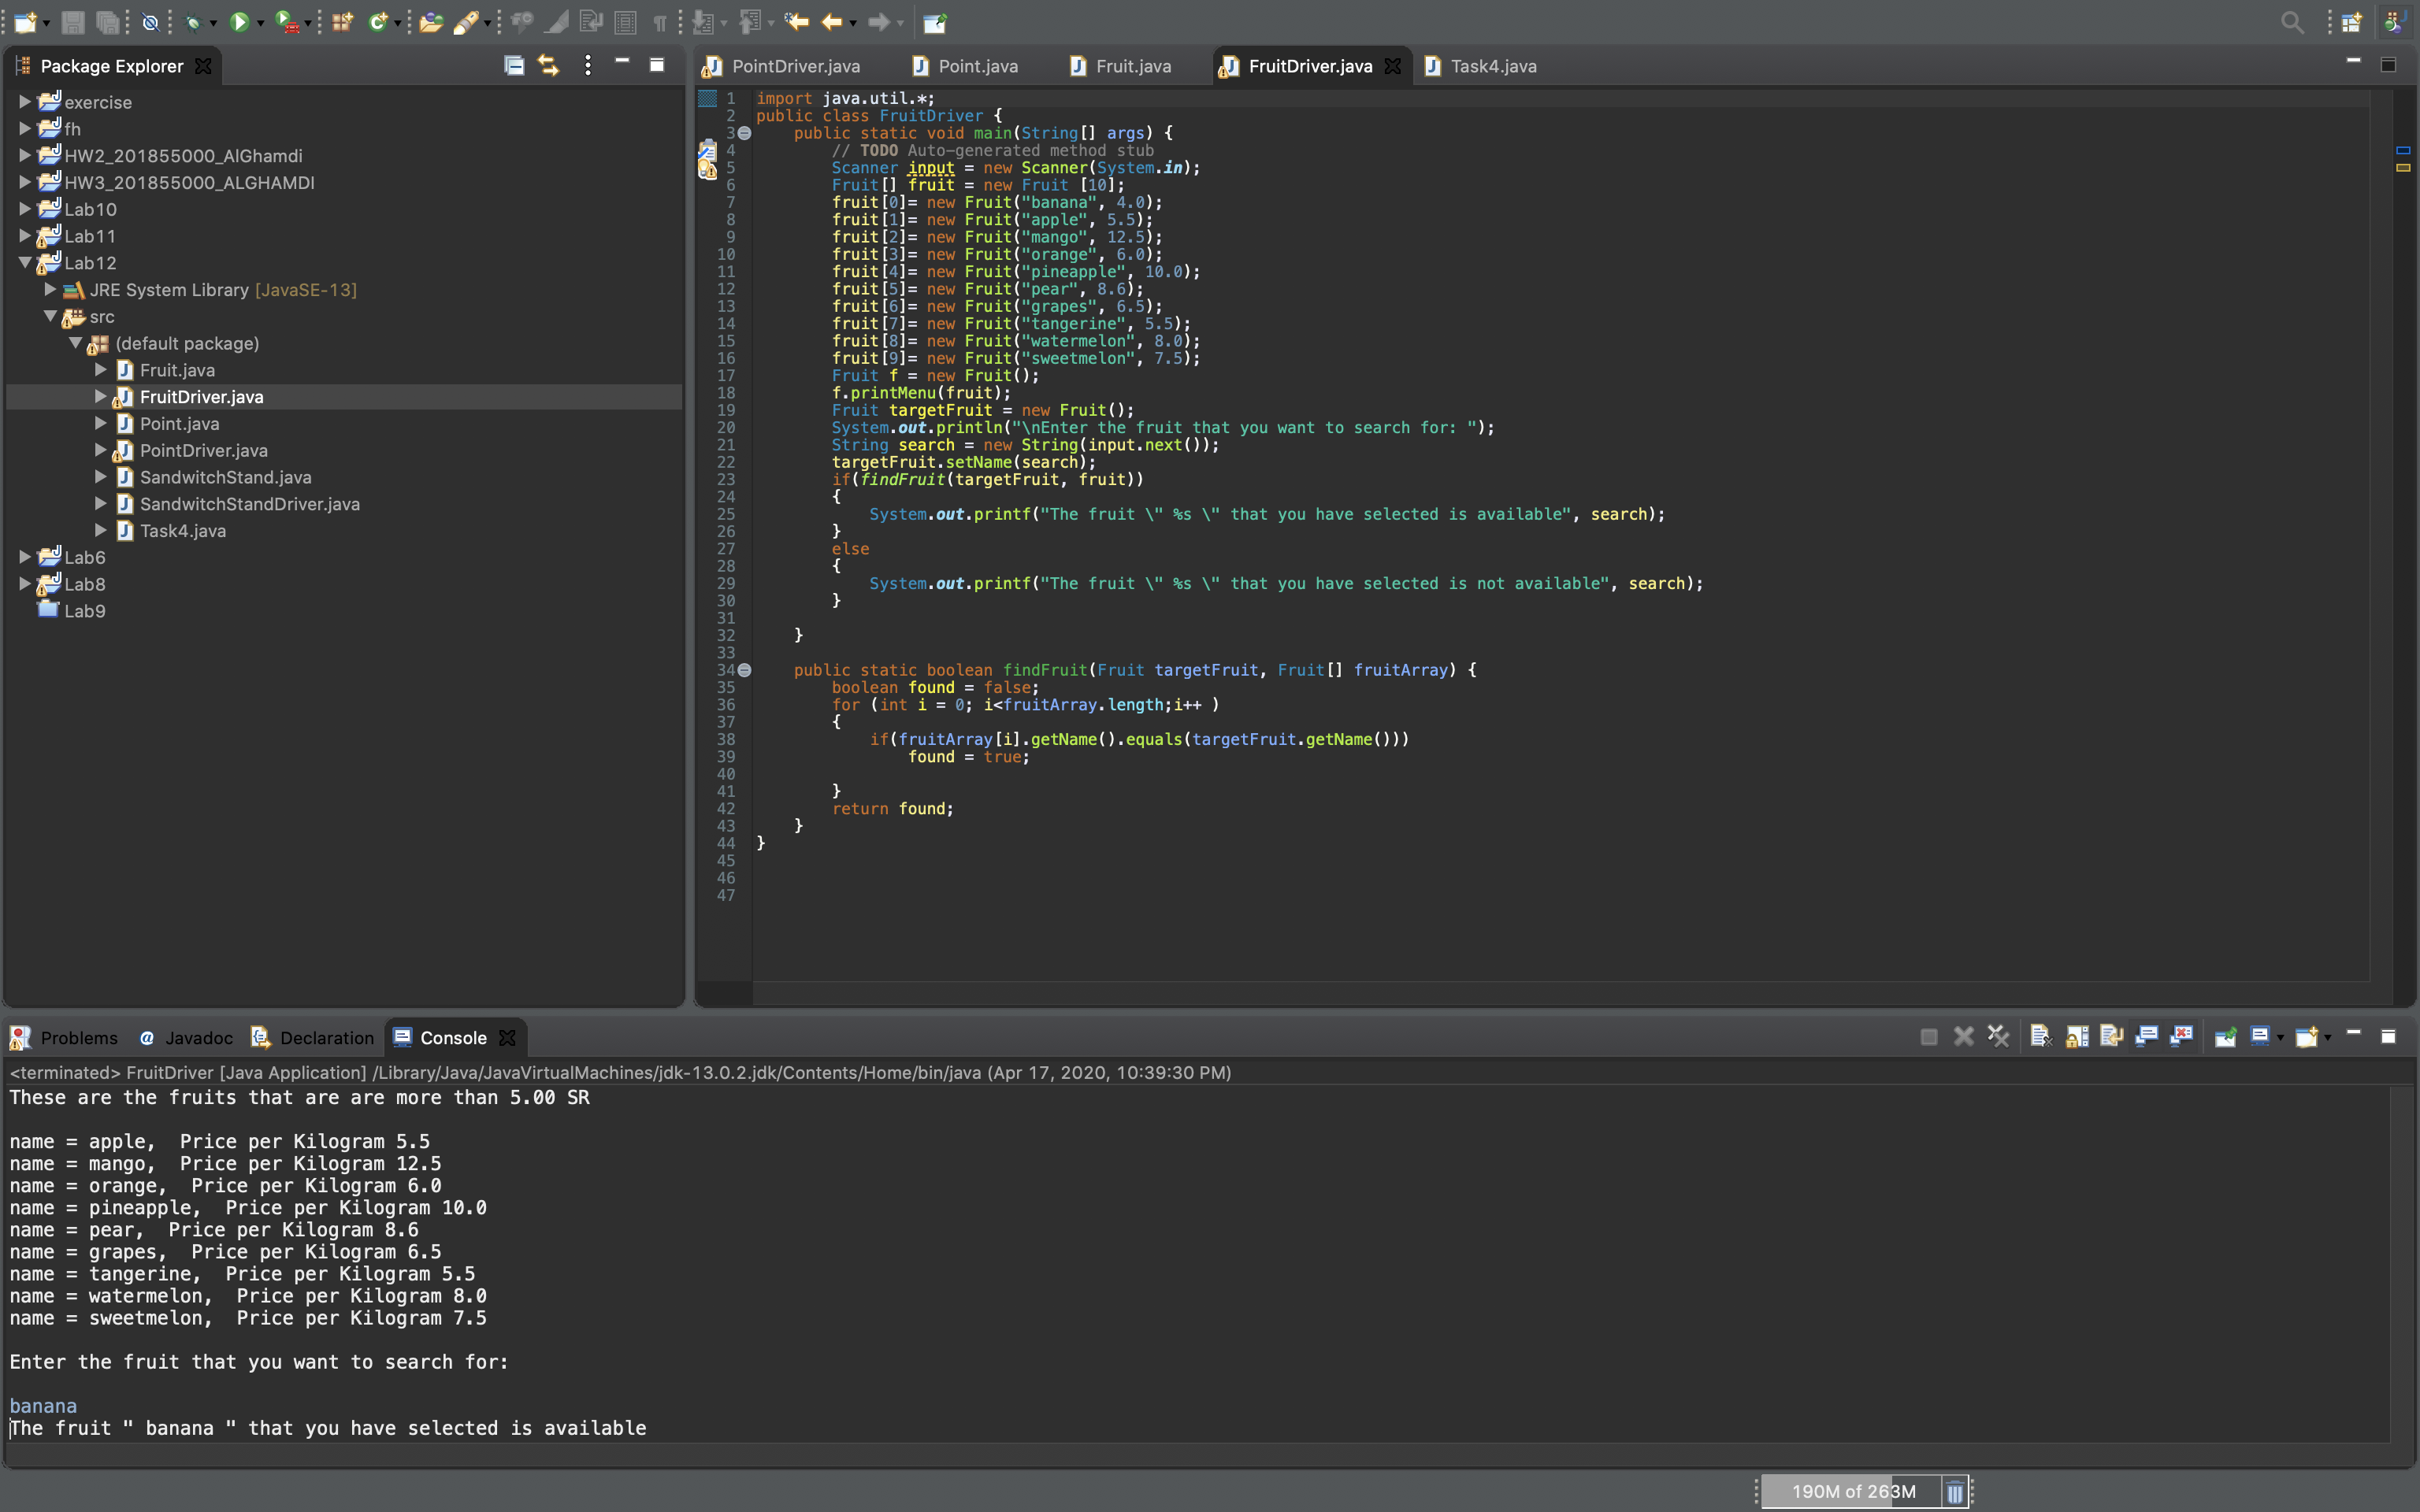 Package Explorer
exercise
fh
HW2_201855000_AlGhamdi
HW3_201855000_ALGHAMDI
Lab10
Lab11
Lab12
JRE System Library [JavaSE-13]
src
(default package)
Fruit.java
FruitDriver.java
Point.java
PointDriver.java
SandwitchStand.java
SandwitchStandDriver.java
Task4.java
Lab6
Lab8
Lab9
PointDriver.java Point.java Fruit.java FruitDriver.java Task4.java
1 import java.util.*;
2 public class FruitDriver {
3 public static void main(String[] args) {
4 // TODO Auto-generated method stub
5 Scanner input = new Scanner(System.in);
6 Fruit[] fruit = new Fruit [10];
7 fruit[0]= new Fruit("banana", 4.0);
8 fruit[1]= new Fruit("apple", 5.5);
9 fruit[2]= new Fruit("mango", 12.5);
10 fruit[3]= new Fruit("orange", 6.0);
11 fruit[4]= new Fruit("pineapple", 10.0);
12 fruit[5]= new Fruit("pear", 8.6);
13 fruit[6]= new Fruit("grapes", 6.5);
14 fruit[7]= new Fruit("tangerine", 5.5);
15 fruit[8]= new Fruit("watermelon", 8.0);
16 fruit[9]= new Fruit("sweetmelon", 7.5);
17 Fruit f = new Fruit();
18 f.printMenu(fruit);
19 Fruit targetFruit = new Fruit();
20 System.out.println("\nEnter the fruit that you want to search for: ");
21 String search = new String(input.next());
22 targetFruit.setName(search);
23 if(findFruit(targetFruit, fruit))
24 {
25 System.out.printf("The fruit \" %s \" that you have selected is available", search);
26 }
27 else
28 {
29 System.out.printf("The fruit \" %s \" that you have selected is not available", search);
30 }
31
32 }
33
34 public static boolean findFruit(Fruit targetFruit, Fruit[] fruitArray) {
35 boolean found = false;
36 for (int i = 0; i<fruitArray.length;i++ )
37 {
38 if(fruitArray[i].getName().equals(targetFruit.getName()))
39 found = true;
40
41 }
42 return found;
43 }
44 }
45
46
47
Problems Javadoc Declaration Console
<terminated> FruitDriver [Java Application] /Library/Java/JavaVirtualMachines/jdk-13.0.2.jdk/Contents/Home/bin/java (Apr 17, 2020, 10:39:30 PM)
These are the fruits that are are more than 5.00 SR
name = apple,  Price per Kilogram 5.5
name = mango,  Price per Kilogram 12.5
name = orange,  Price per Kilogram 6.0
name = pineapple,  Price per Kilogram 10.0
name = pear,  Price per Kilogram 8.6
name = grapes,  Price per Kilogram 6.5
name = tangerine,  Price per Kilogram 5.5
name = watermelon,  Price per Kilogram 8.0
name = sweetmelon,  Price per Kilogram 7.5
Enter the fruit that you want to search for:
banana
The fruit " banana " that you have selected is available
190M of 263M